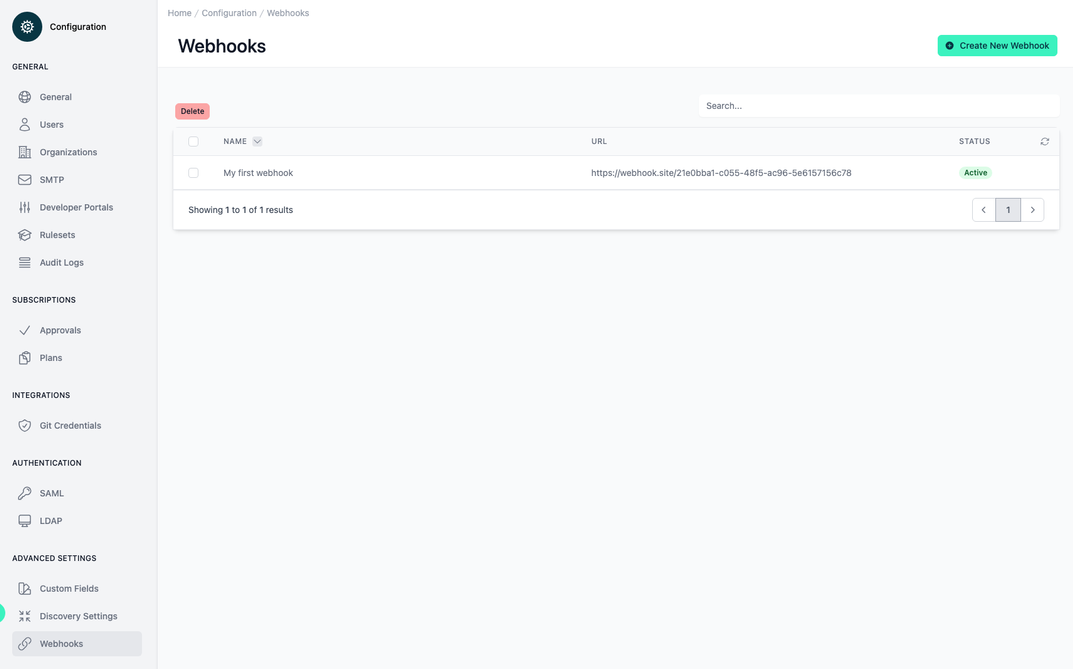 Configuration
GENERAL
General
Users
Organizations
SMTP
Developer Portals
Rulesets
Audit Logs
SUBSCRIPTIONS
Approvals
Plans
INTEGRATIONS
Git Credentials
AUTHENTICATION
SAML
LDAP
ADVANCED SETTINGS
Custom Fields
Discovery Settings
Webhooks
Home / Configuration / Webhooks
Webhooks
Create New Webhook
Delete
Search...
NAME URL STATUS
My first webhook https://webhook.site/21e0bba1-c055-48f5-ac96-5e6157156c78 Active
Showing 1 to 1 of 1 results
1